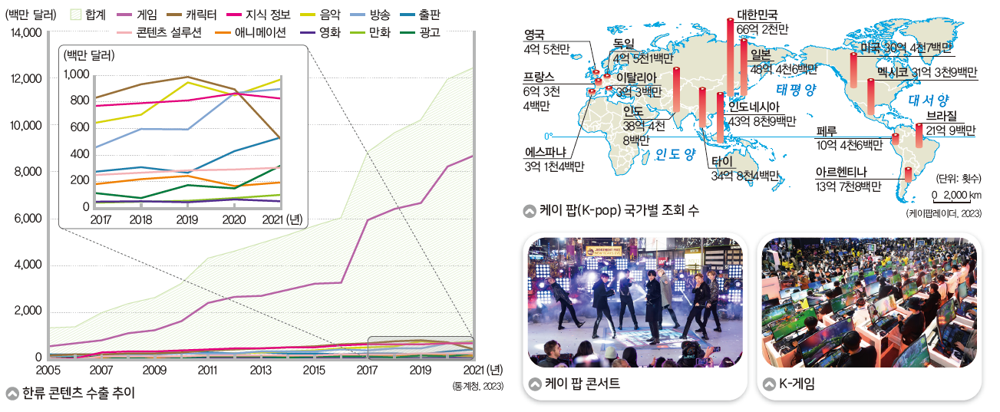 (백만 달러) 합계 게임 캐릭터 지식 정보 음악 방송 출판
콘텐츠 설루션 애니메이션 영화 만화 광고
14,000
12,000
10,000
8,000
6,000
4,000
2,000
0
(백만 달러)
1,000
800
600
400
200
0
2017 2018 2019 2020 2021 (년)
2005 2007 2009 2011 2013 2015 2017 2019 2021 (년)
(통계청, 2023)
한류 콘텐츠 수출 추이
대한민국
66억 2천만
영국
4억 5천만
독일
4억 5천1백만
일본
48억 4천6백만
미국 30억 4천7백만
멕시코 31억 3천9백만
프랑스
6억 3천
4백만
이탈리아
3억 3백만
태평양
대서양
인도
38억 4천
8백만
인도네시아
43억 8천9백만
브라질
21억 9백만
페루
10억 4천6백만
0°
에스파냐
3억 1천4백만
인도양
타이
34억 8천4백만
아르헨티나
13억 7천8백만
(단위: 횟수)
0 2,000 km
(케이팝레이더, 2023)
케이 팝(K-pop) 국가별 조회 수
케이 팝 콘서트
K-게임